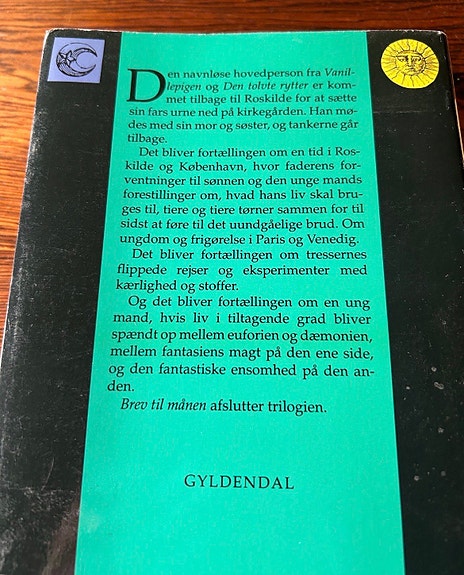 Den navnløse hovedperson fra Vanil-
lepigen og Den tolvte rytter er kom-
met tilbage til Roskilde for at sætte
sin fars urne ned på kirkegården. Han mø-
des med sin mor og søster, og tankerne går
tilbage.
Det bliver fortællingen om en tid i Ros-
kilde og København, hvor faderens for-
ventninger til sønnen og den unge mands
forestillinger om, hvad hans liv skal bru-
ges til, tiere og tiere tørner sammen for til
sidst at føre til det uundgåelige brud. Om
ungdom og frigørelse i Paris og Venedig.
Det bliver fortællingen om tressernes
flippede rejser og eksperimenter med
kærlighed og stoffer.
Og det bliver fortællingen om en ung
mand, hvis liv i tiltagende grad bliver
spændt op mellem euforien og dæmonien,
mellem fantasiens magt på den ene side,
og den fantastiske ensomhed på den an-
den.
Brev til månen afslutter trilogien.
GYLDENDAL